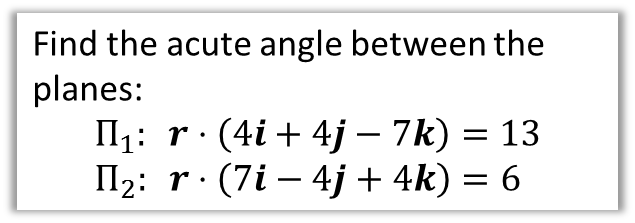 Find the acute angle between the
planes:
Π₁: r · (4i + 4j − 7k) = 13
Π₂: r · (7i − 4j + 4k) = 6